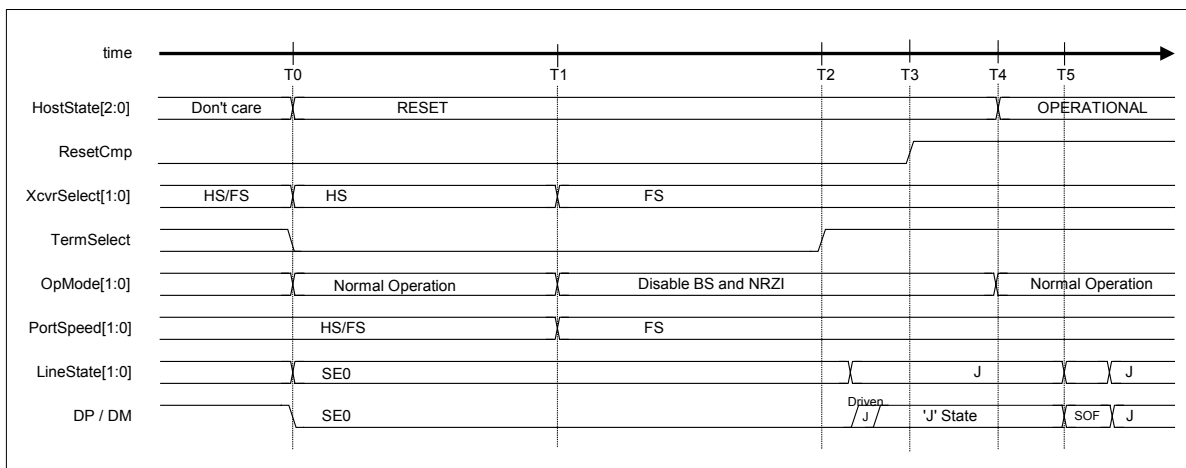 time
T0 T1 T2 T3 T4 T5
HostState[2:0] Don't care RESET OPERATIONAL
ResetCmp
XcvrSelect[1:0] HS/FS HS FS
TermSelect
OpMode[1:0] Normal Operation Disable BS and NRZI Normal Operation
PortSpeed[1:0] HS/FS FS
LineState[1:0] SE0 J J
Driven
DP / DM SE0 J 'J' State SOF J